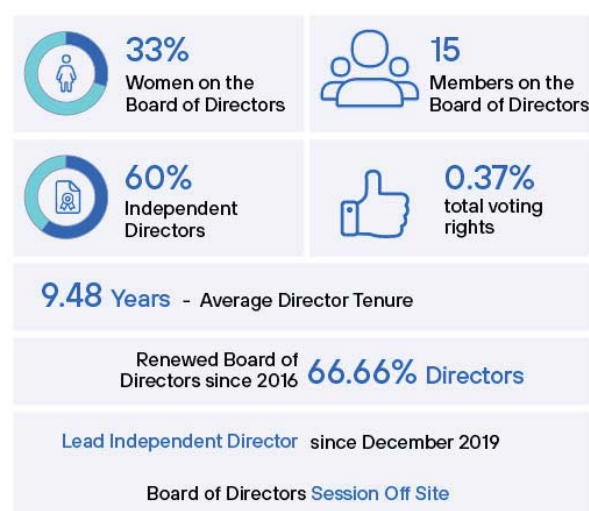 33%
Women on the
Board of Directors
15
Members on the
Board of Directors
60%
Independent
Directors
0.37%
total voting
rights
9.48 Years - Average Director Tenure
Renewed Board of
Directors since 2016 66.66% Directors
Lead Independent Director since December 2019
Board of Directors Session Off Site